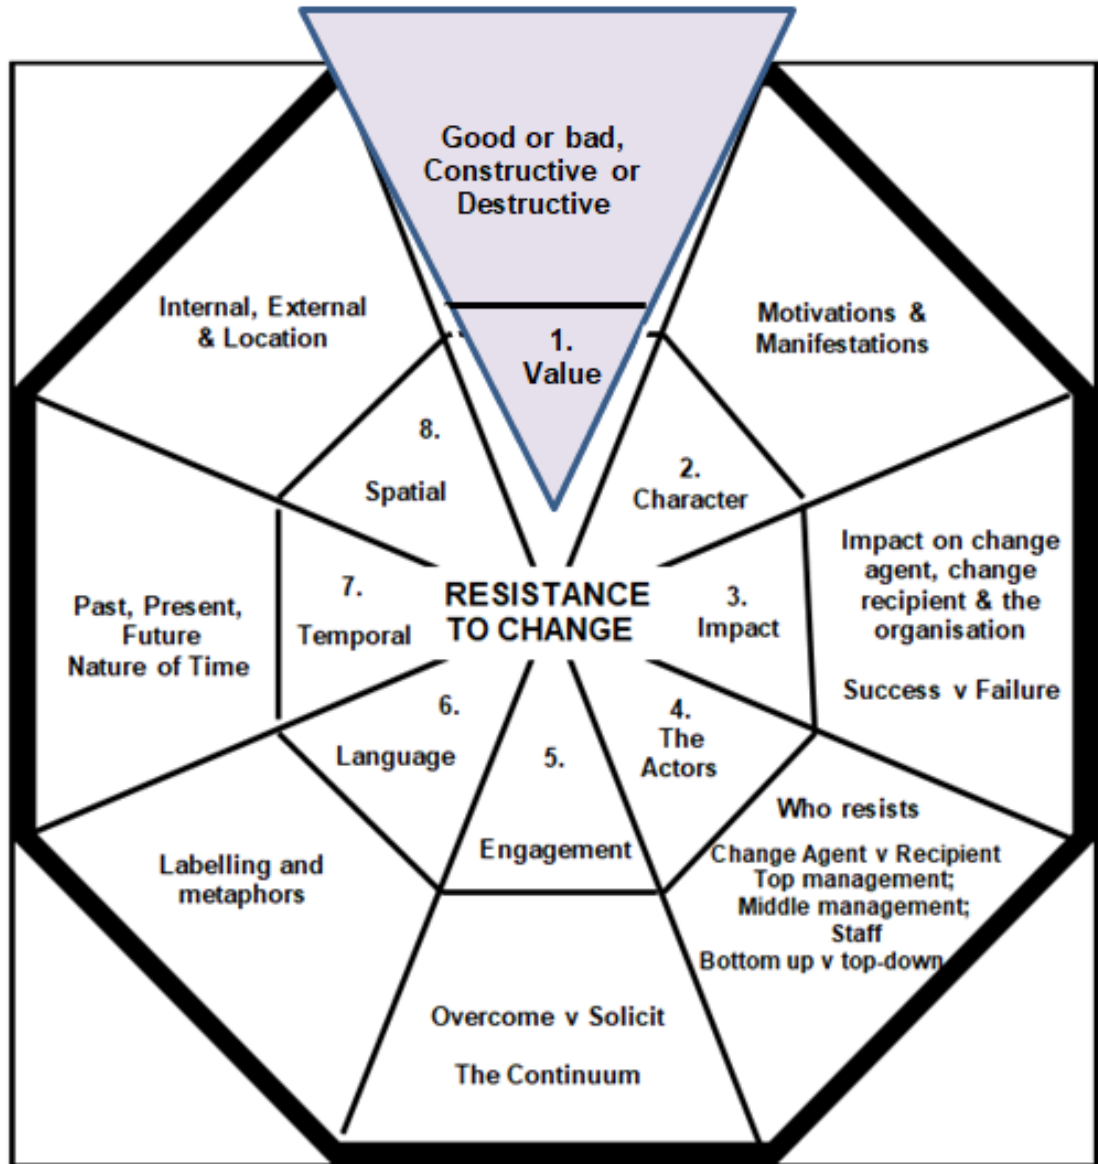 Good or bad,
Constructive or
Destructive
1.
Value
Motivations &
Manifestations
2.
Character
Impact on change
agent, change
recipient & the
organisation
Success v Failure
3.
Impact
4.
The
Actors
Who resists
Change Agent v Recipient
Top management;
Middle management;
Staff
Bottom up v top-down
5.
Engagement
Overcome v Solicit
The Continuum
6.
Language
Labelling and
metaphors
7.
Temporal
Past, Present,
Future
Nature of Time
8.
Spatial
Internal, External
& Location
RESISTANCE
TO CHANGE